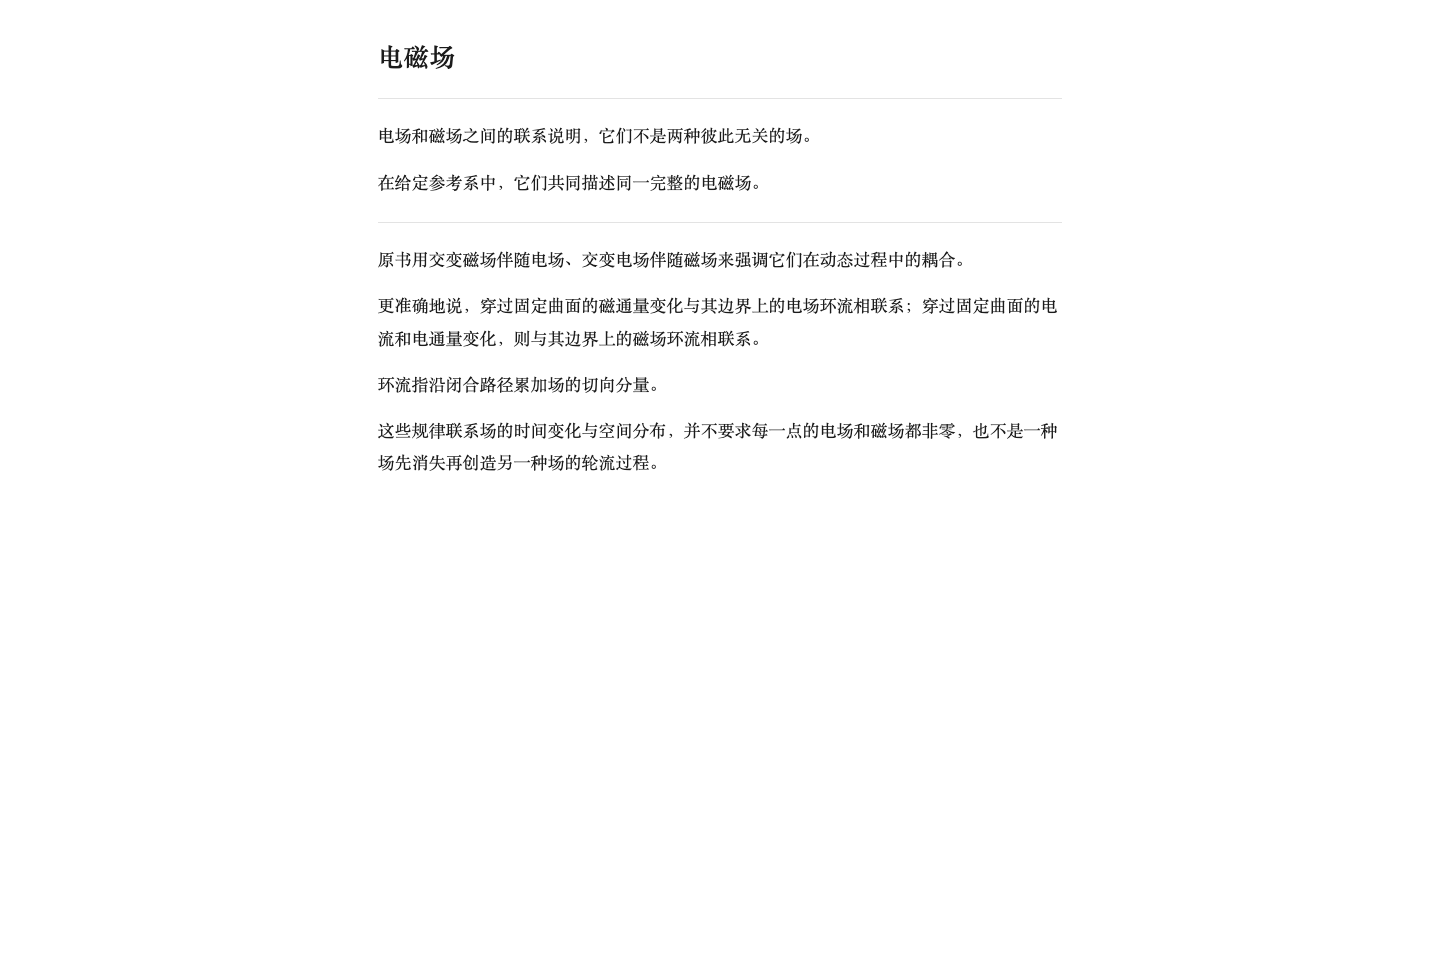 电磁场
电场和磁场之间的联系说明，它们不是两种彼此无关的场。
在给定参考系中，它们共同描述同一完整的电磁场。
原书用交变磁场伴随电场、交变电场伴随磁场来强调它们在动态过程中的耦合。
更准确地说，穿过固定曲面的磁通量变化与其边界上的电场环流相联系；穿过固定曲面的电
流和电通量变化，则与其边界上的磁场环流相联系。
环流指沿闭合路径累加场的切向分量。
这些规律联系场的时间变化与空间分布，并不要求每一点的电场和磁场都非零，也不是一种
场先消失再创造另一种场的轮流过程。